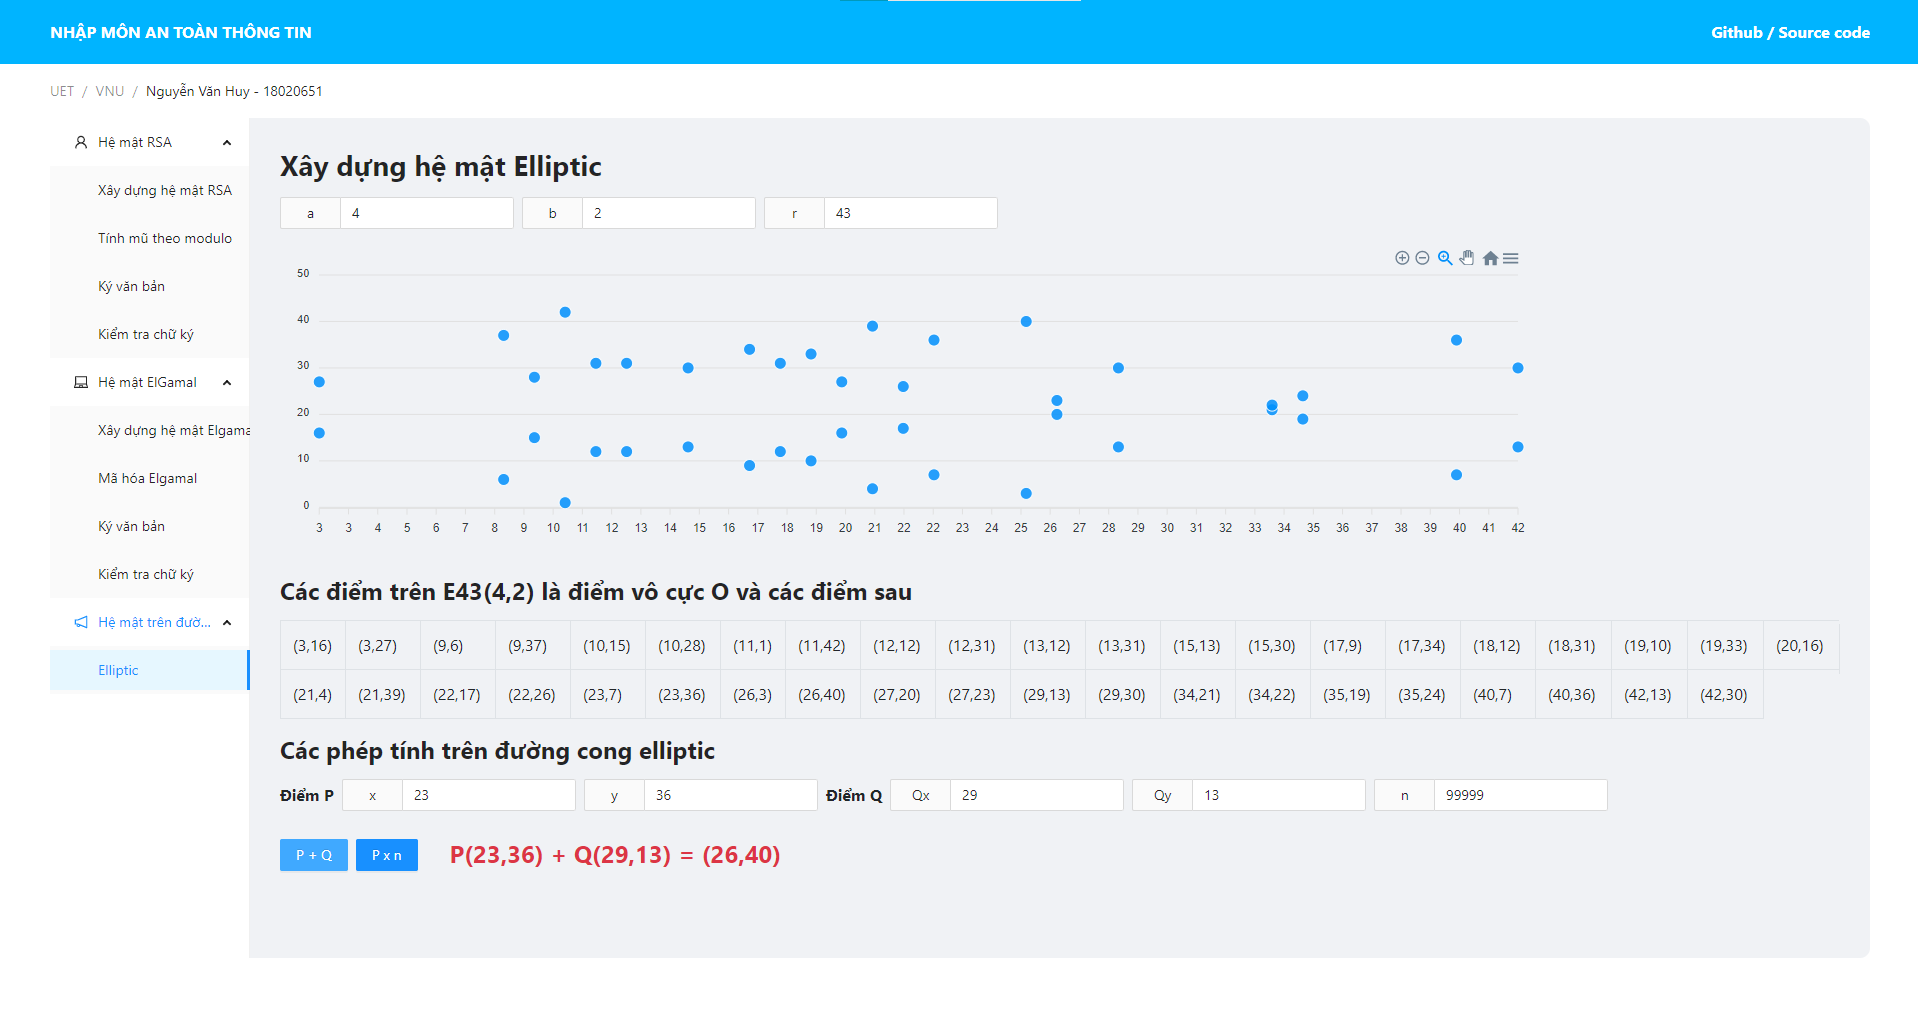 NHẬP MÔN AN TOÀN THÔNG TIN
Github / Source code
UET / VNU / Nguyễn Văn Huy - 18020651
Hệ mật RSA
Xây dựng hệ mật RSA
Tính mũ theo modulo
Ký văn bản
Kiểm tra chữ ký
Hệ mật ElGamal
Xây dựng hệ mật Elgama
Mã hóa Elgamal
Ký văn bản
Kiểm tra chữ ký
Hệ mật trên đườ...
Elliptic
Xây dựng hệ mật Elliptic
a 4 b 2 r 43
50
40
30
20
10
0
3 3 4 5 6 7 8 9 10 11 12 13 14 15 16 17 18 19 20 21 22 22 23 24 25 26 27 28 29 30 31 32 33 34 35 36 37 38 39 40 41 42
Các điểm trên E43(4,2) là điểm vô cực O và các điểm sau
(3,16) (3,27) (9,6) (9,37) (10,15) (10,28) (11,1) (11,42) (12,12) (12,31) (13,12) (13,31) (15,13) (15,30) (17,9) (17,34) (18,12) (18,31) (19,10) (19,33) (20,16)
(21,4) (21,39) (22,17) (22,26) (23,7) (23,36) (26,3) (26,40) (27,20) (27,23) (29,13) (29,30) (34,21) (34,22) (35,19) (35,24) (40,7) (40,36) (42,13) (42,30)
Các phép tính trên đường cong elliptic
Điểm P x 23 y 36 Điểm Q Qx 29 Qy 13 n 99999
P + Q P x n P(23,36) + Q(29,13) = (26,40)